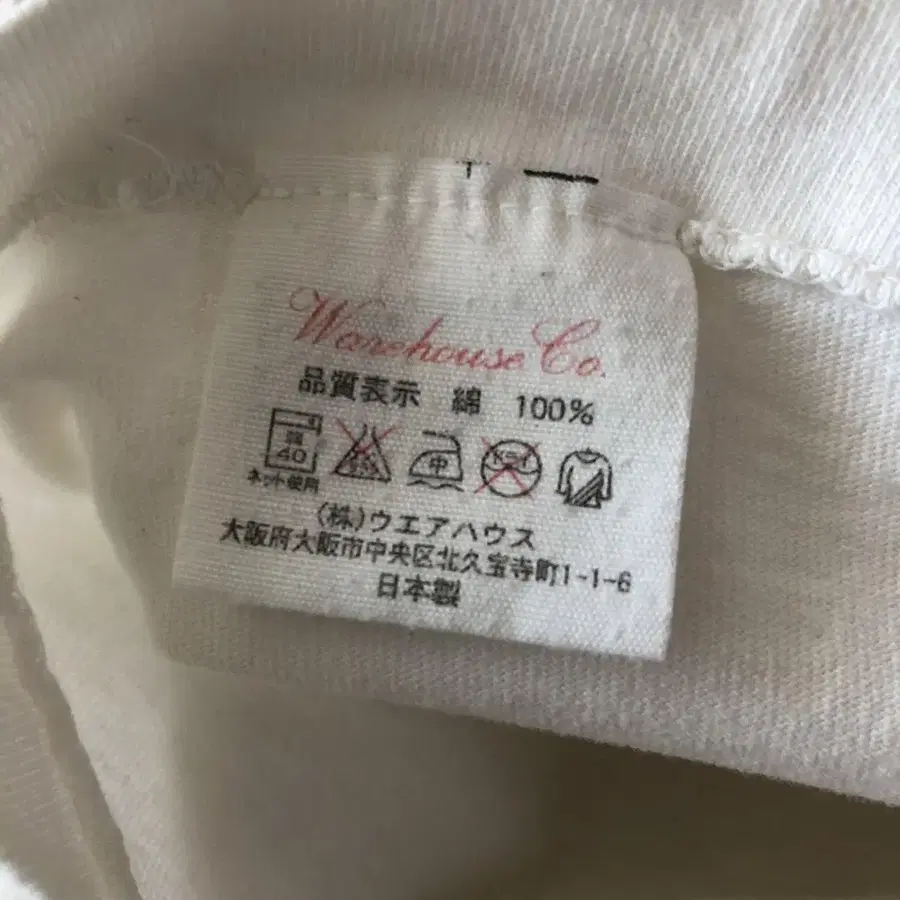 Warehouse Co.
品質表示 綿 100%
40 中
ネット使用
(株)ウエアハウス
大阪府大阪市中央区北久宝寺町1-1-6
日本製